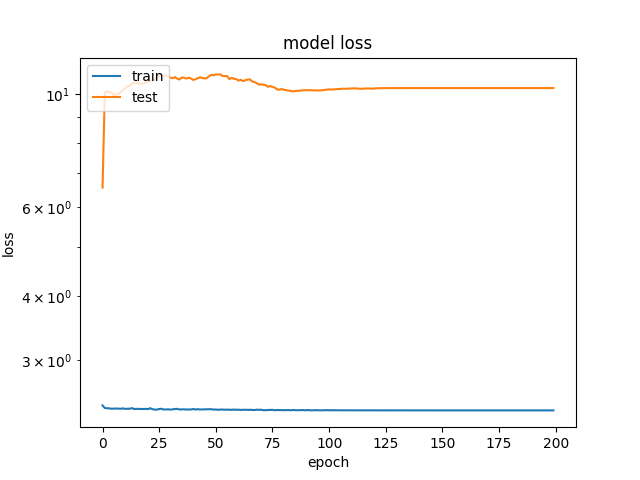 model loss
train
test
10¹
6 × 10⁰
4 × 10⁰
3 × 10⁰
loss
0 25 50 75 100 125 150 175 200
epoch